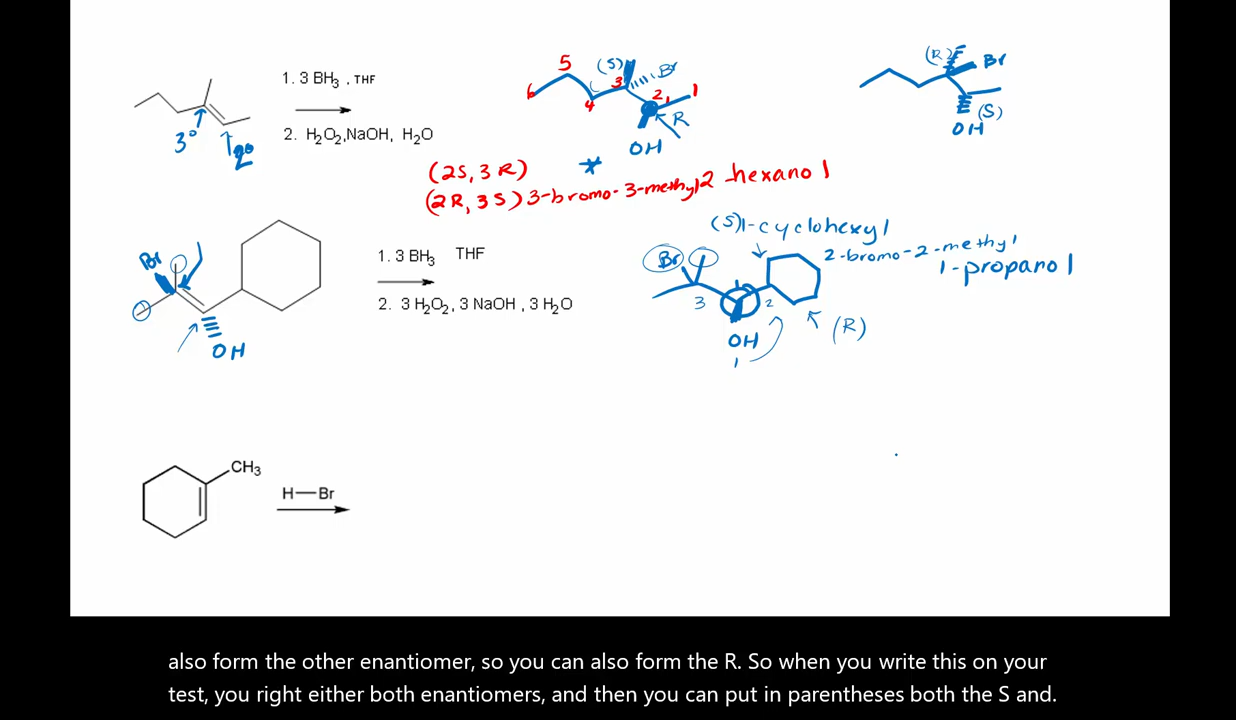 1. 3 BH3 . THF
2. H2O2,NaOH, H2O
3°
2°
(S)
Br
5
6
4
3
2
1
R
OH
(R)
Br
(S)
OH
*
(2S, 3R)
(2R, 3S) 3-bromo-3-methyl2-hexanol
Br
OH
1. 3 BH3 THF
2. 3 H2O2, 3 NaOH , 3 H2O
(S)1-cyclohexyl
2-bromo-2-methyl
1-propanol
Br
3
2
OH
1
(R)
CH3
H—Br
also form the other enantiomer, so you can also form the R. So when you write this on your
test, you right either both enantiomers, and then you can put in parentheses both the S and.